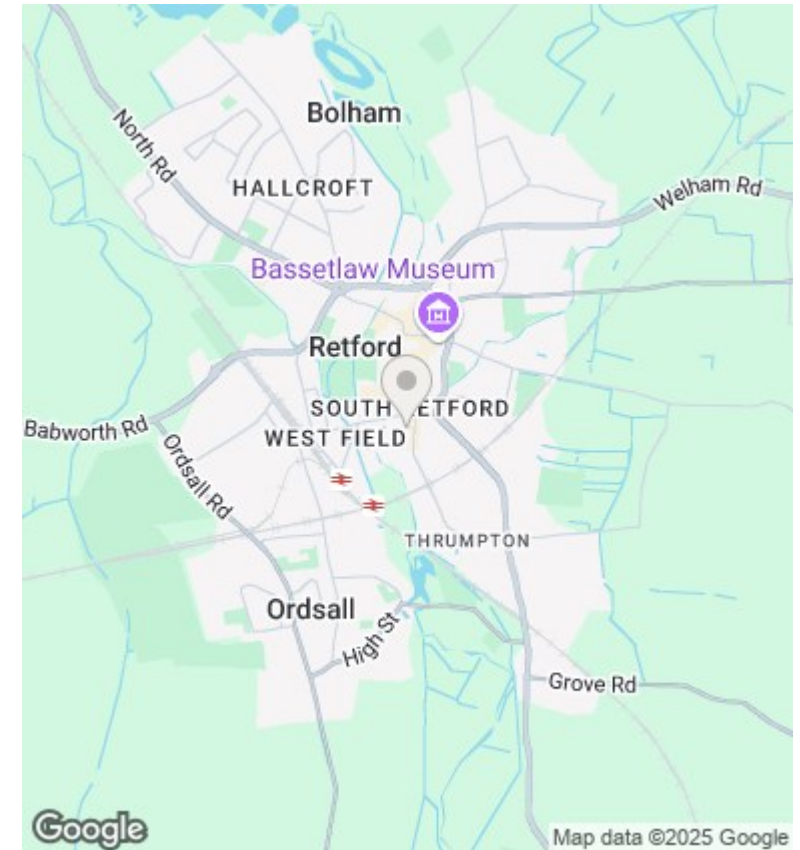 Bolham
North Rd
HALLCROFT
Welham Rd
Bassetlaw Museum
Retford
SOUTH RETFORD
WEST FIELD
Babworth Rd
Ordsall Rd
THRUMPTON
Ordsall
High St
Grove Rd
Google
Map data ©2025 Google